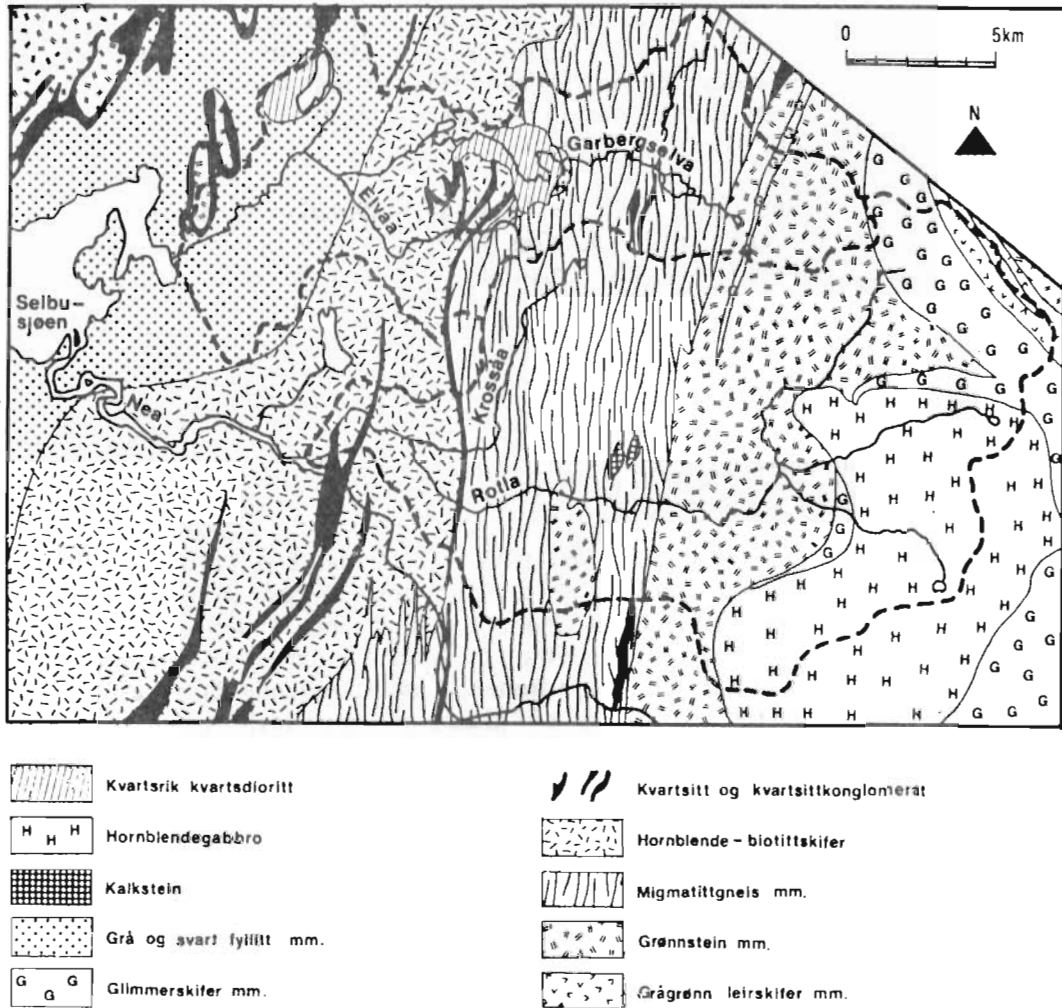 0 5km
N
Garbergselva
Elvåa
Selbu-
sjøen
Nea
Krossåa
Rotla
Kvartsrik kvartsdioritt
H H H Hornblendegabbro
Kalkstein
Grå og svart fyllitt mm.
G G G Glimmerskifer mm.
Kvartsitt og kvartsittkonglomerat
Hornblende-biotittskifer
Migmatittgneis mm.
Grønnstein mm.
Grågrønn leirskifer mm.